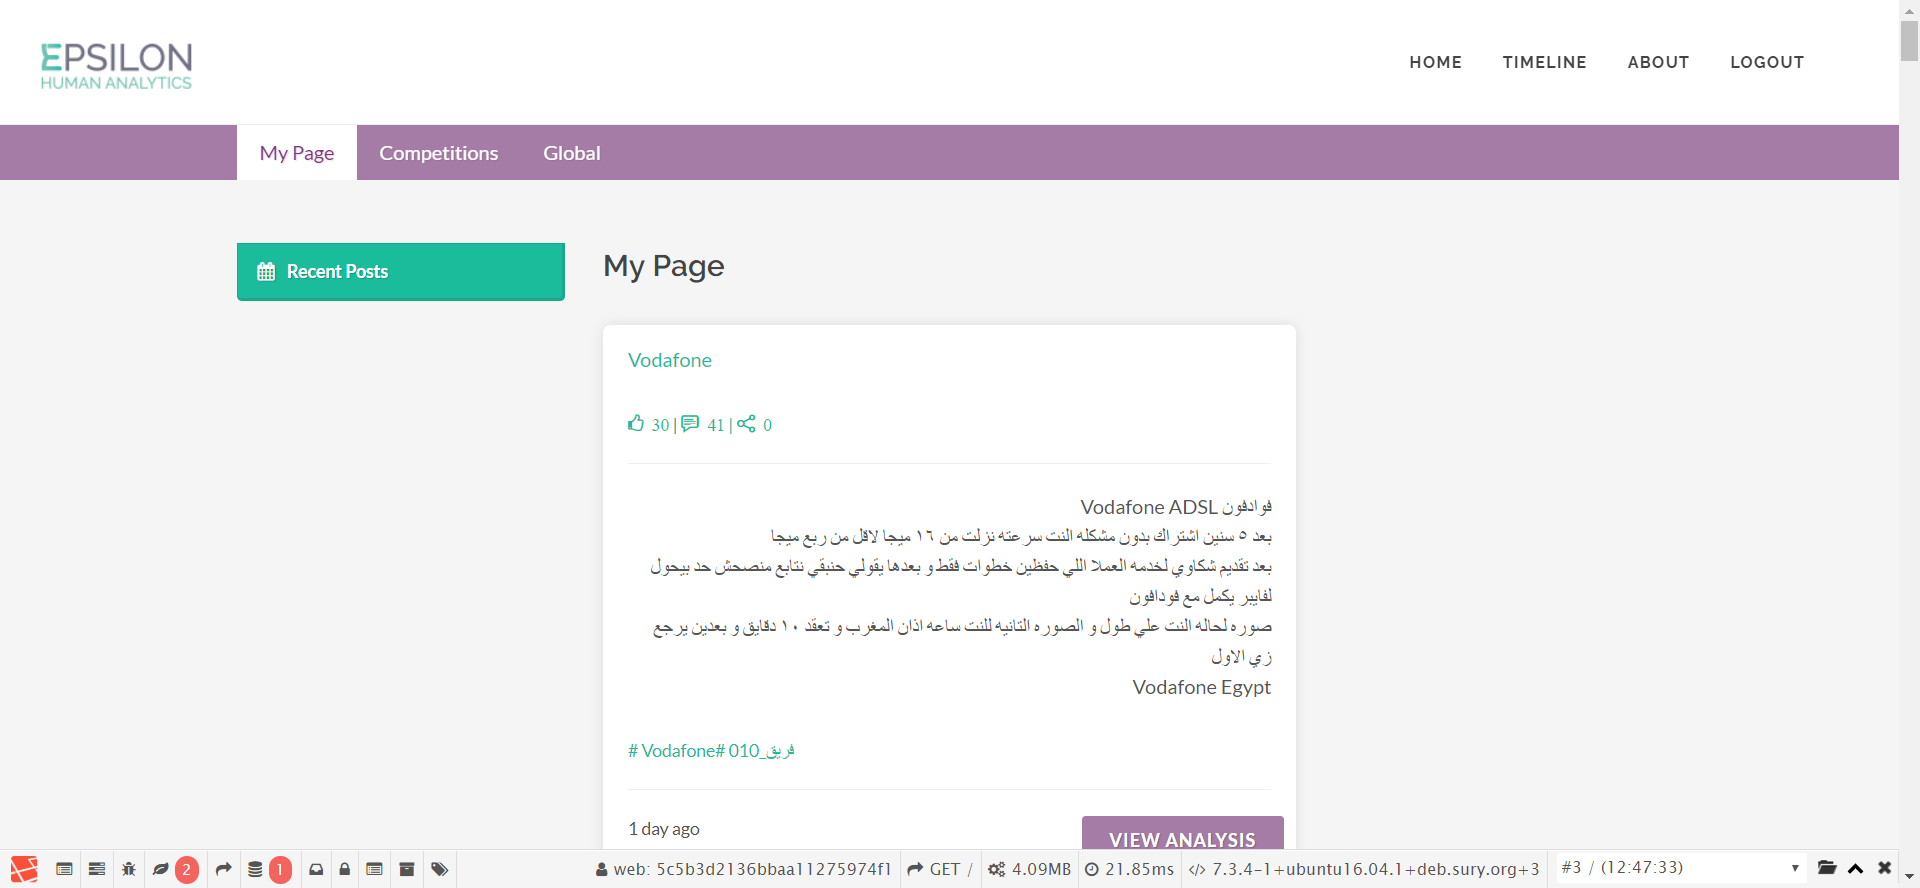 EPSILON
HUMAN ANALYTICS
HOME TIMELINE ABOUT LOGOUT
My Page Competitions Global
Recent Posts
My Page
Vodafone
30 | 41 | 0
فوادفون Vodafone ADSL
بعد ٥ سنين اشتراك بدون مشكله النت سرعته نزلت من ١٦ ميجا لاقل من ربع ميجا
بعد تقديم شكاوي لخدمه العملا اللي حفظين خطوات فقط و بعدها يقولي حنبقي نتابع منصحش حد بيحول
لفايبر يكمل مع فودافون
صوره لحاله النت علي طول و الصوره التانيه للنت ساعه اذان المغرب و تعقد ١٠ دقايق و بعدين يرجع
زي الاول
Vodafone Egypt
# Vodafone# 010_فريق
1 day ago
VIEW ANALYSIS
2 1 web: 5c5b3d2136bbaa11275974f1 GET / 4.09MB 21.85ms 7.3.4-1+ubuntu16.04.1+deb.sury.org+3 #3 / (12:47:33)